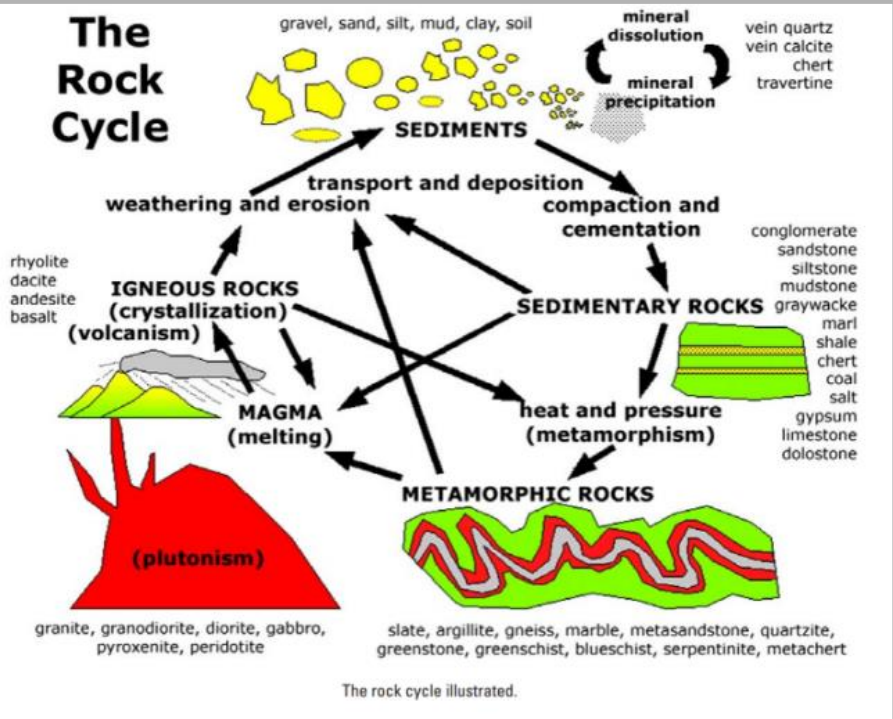 The
Rock
Cycle
gravel, sand, silt, mud, clay, soil
mineral
dissolution
mineral
precipitation
vein quartz
vein calcite
chert
travertine
SEDIMENTS
transport and deposition
weathering and erosion
compaction and
cementation
rhyolite
dacite
andesite
basalt
IGNEOUS ROCKS
(crystallization)
(volcanism)
SEDIMENTARY ROCKS
conglomerate
sandstone
siltstone
mudstone
graywacke
marl
shale
chert
coal
salt
gypsum
limestone
dolostone
MAGMA
(melting)
heat and pressure
(metamorphism)
METAMORPHIC ROCKS
(plutonism)
granite, granodiorite, diorite, gabbro,
pyroxenite, peridotite
slate, argillite, gneiss, marble, metasandstone, quartzite,
greenstone, greenschist, blueschist, serpentinite, metachert
The rock cycle illustrated.